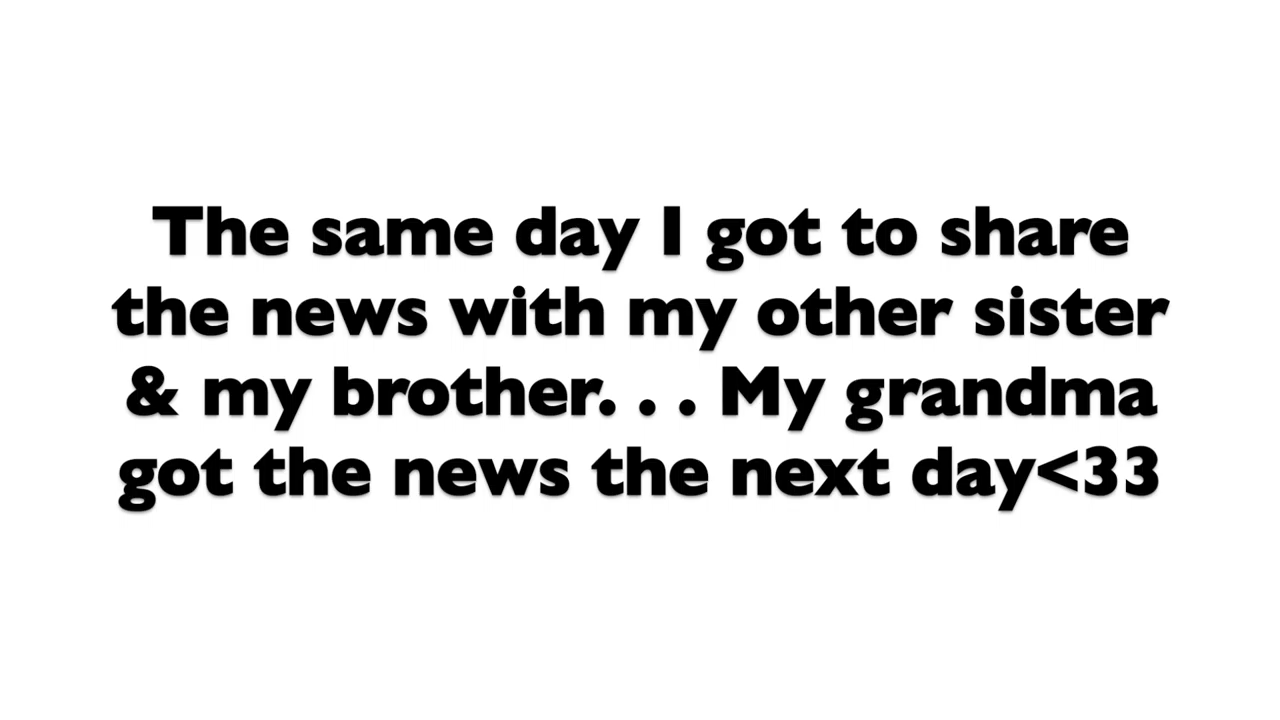 The same day I got to share
the news with my other sister
& my brother. . . My grandma
got the news the next day<33